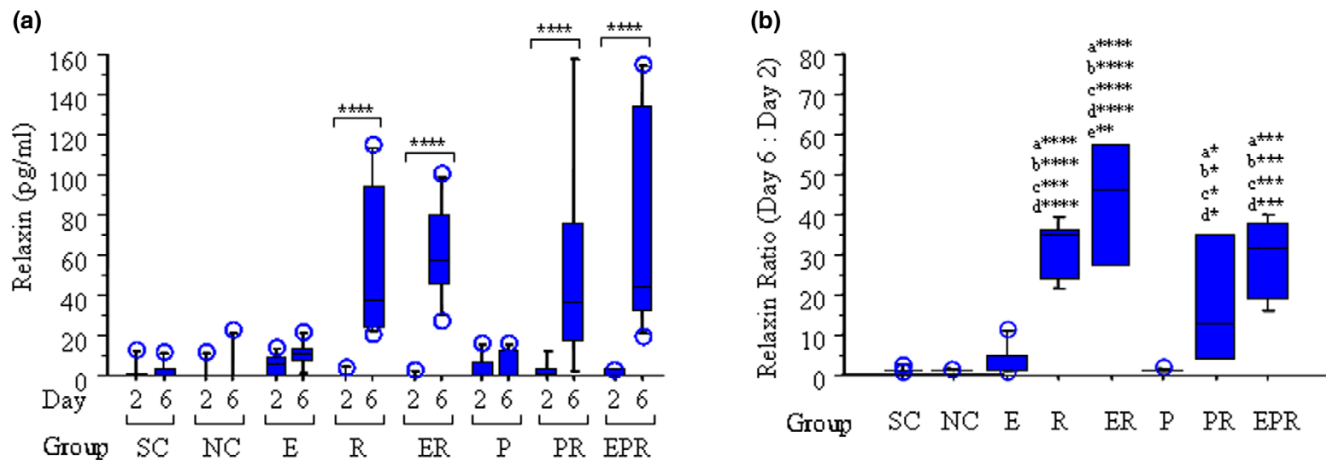 (a)
Relaxin (pg/ml)
160
140
120
100
80
60
40
20
0
****
****
****
****
Day 2 6 2 6 2 6 2 6 2 6 2 6 2 6 2 6
Group SC NC E R ER P PR EPR
(b)
Relaxin Ratio (Day 6 : Day 2)
80
70
60
50
40
30
20
10
0
a****
b****
c***
d****
a****
b****
c****
d****
e**
a*
b*
c*
d*
a***
b***
c***
d***
Group SC NC E R ER P PR EPR